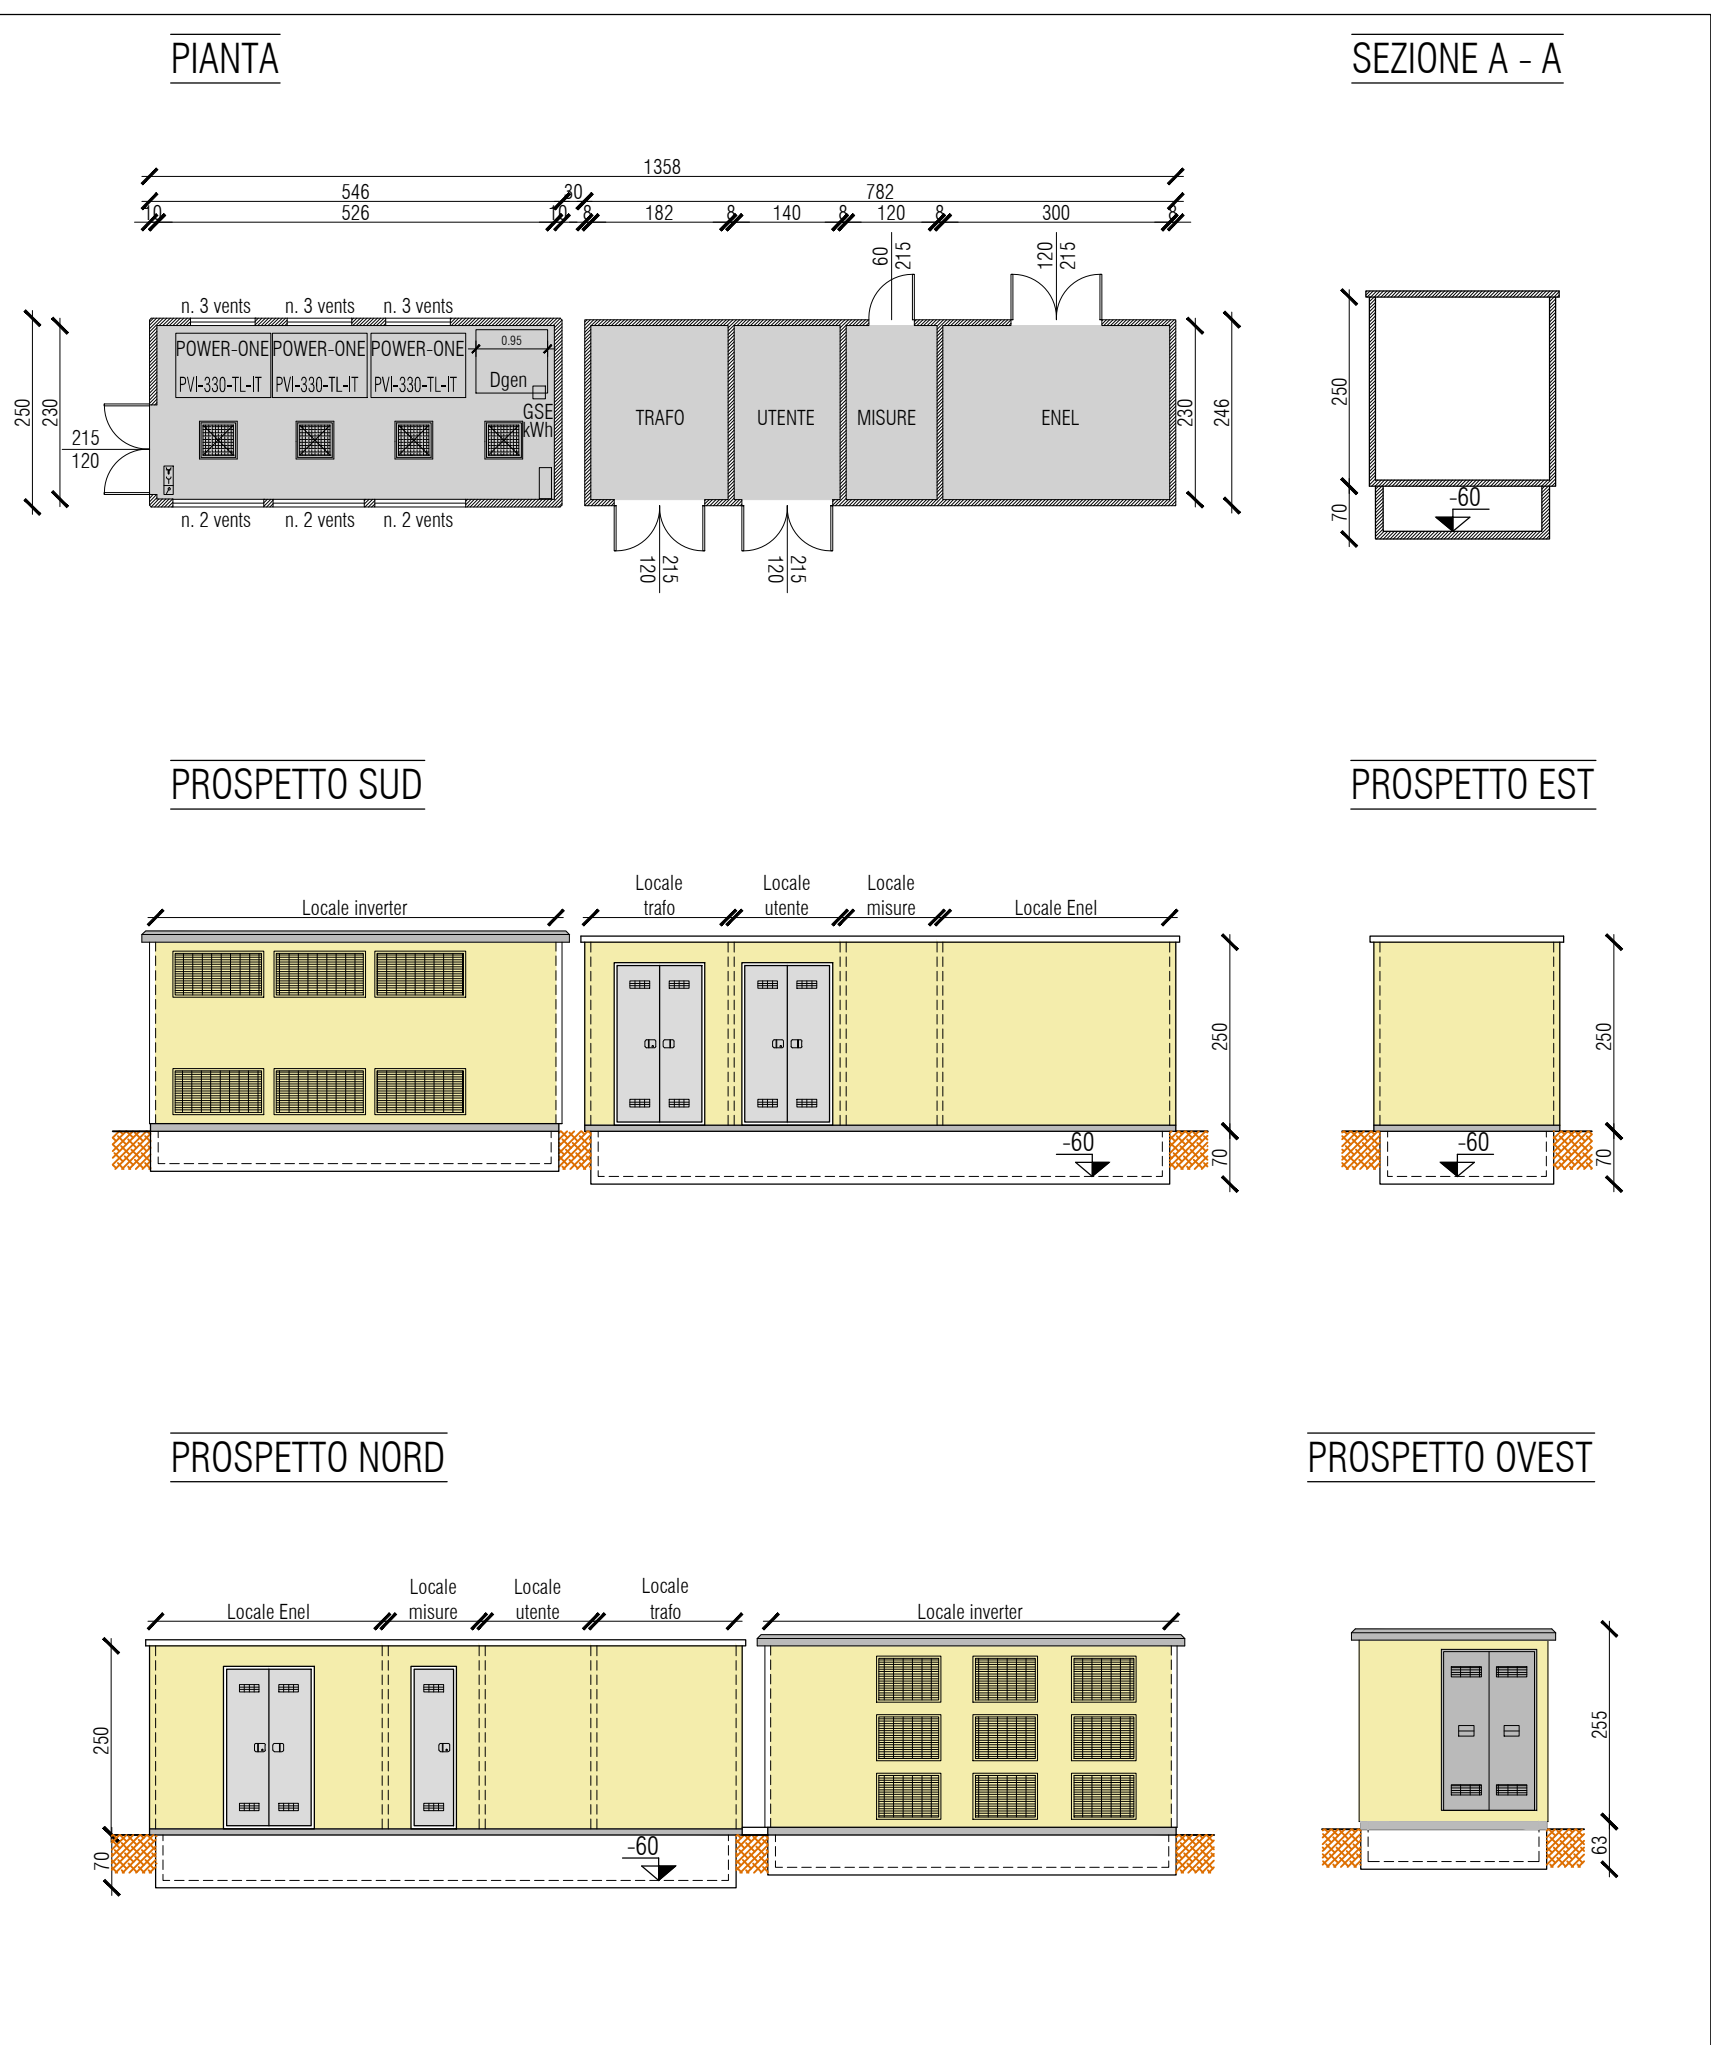 PIANTA
SEZIONE A - A
1358
546
30
782
10
526
10
8
182
8
140
8
120
8
300
8
60
215
120
215
n. 3 vents
n. 3 vents
n. 3 vents
POWER-ONE
POWER-ONE
POWER-ONE
0.95
PVI-330-TL-IT
PVI-330-TL-IT
PVI-330-TL-IT
Dgen
GSE
kWh
250
230
215
120
TRAFO
UTENTE
MISURE
ENEL
230
246
250
-60
70
n. 2 vents
n. 2 vents
n. 2 vents
120
215
120
215
PROSPETTO SUD
PROSPETTO EST
Locale inverter
Locale
trafo
Locale
utente
Locale
misure
Locale Enel
250
-60
70
250
-60
70
PROSPETTO NORD
PROSPETTO OVEST
Locale Enel
Locale
misure
Locale
utente
Locale
trafo
Locale inverter
250
-60
70
255
63